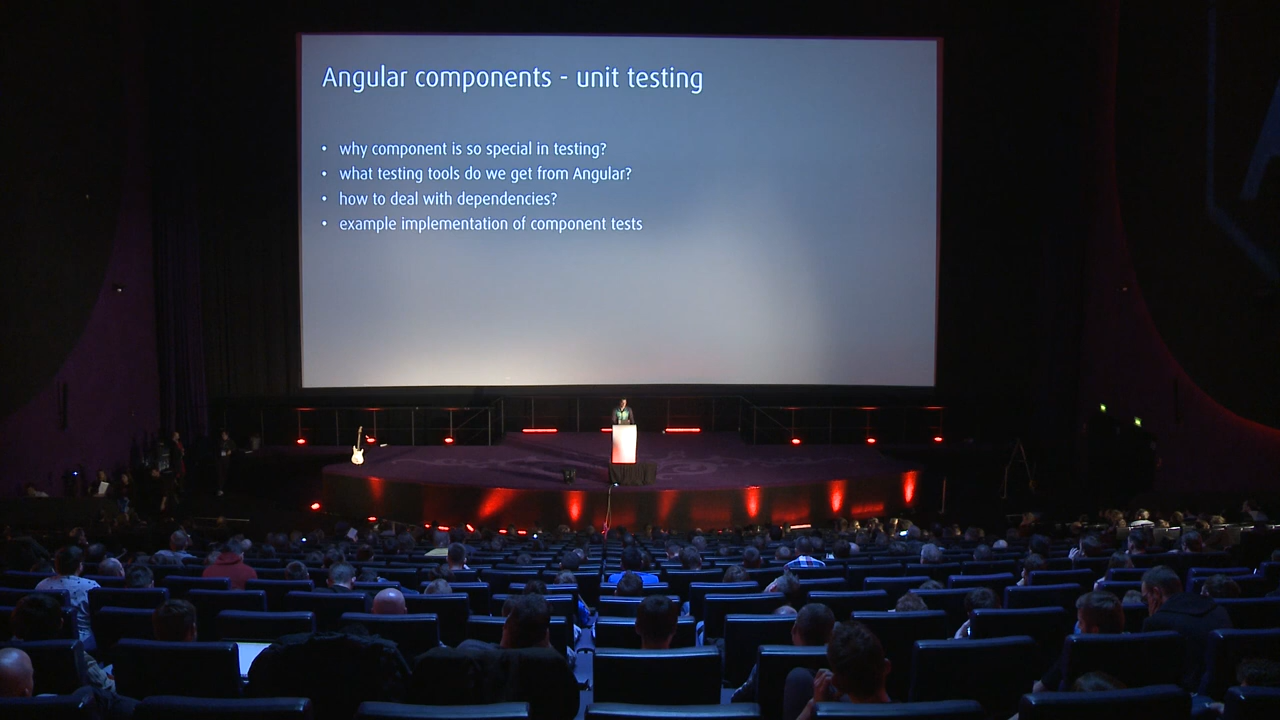 Angular components - unit testing
• why component is so special in testing?
• what testing tools do we get from Angular?
• how to deal with dependencies?
• example implementation of component tests